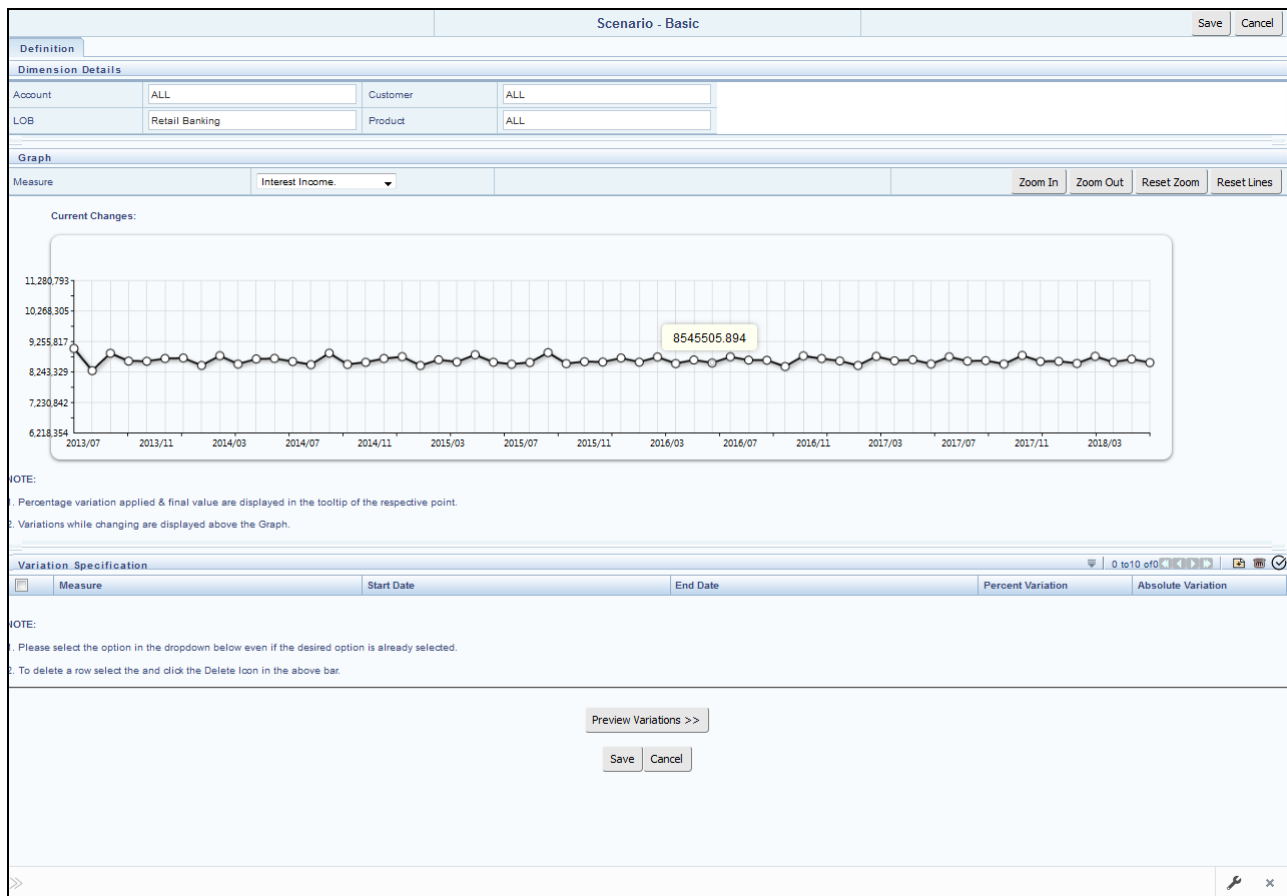 Scenario - Basic
Save
Cancel
Definition
Dimension Details
Account
ALL
Customer
ALL
LOB
Retail Banking
Product
ALL
Graph
Measure
Interest Income.
Zoom In
Zoom Out
Reset Zoom
Reset Lines
Current Changes:
11,280,793
10,268,305
9,255,817
8,243,329
7,230,842
6,218,354
8545505.894
2013/07
2013/11
2014/03
2014/07
2014/11
2015/03
2015/07
2015/11
2016/03
2016/07
2016/11
2017/03
2017/07
2017/11
2018/03
NOTE:
1. Percentage variation applied & final value are displayed in the tooltip of the respective point.
2. Variations while changing are displayed above the Graph.
Variation Specification
0 to10 of0
Measure
Start Date
End Date
Percent Variation
Absolute Variation
NOTE:
1. Please select the option in the dropdown below even if the desired option is already selected.
2. To delete a row select the and click the Delete Icon in the above bar.
Preview Variations >>
Save
Cancel